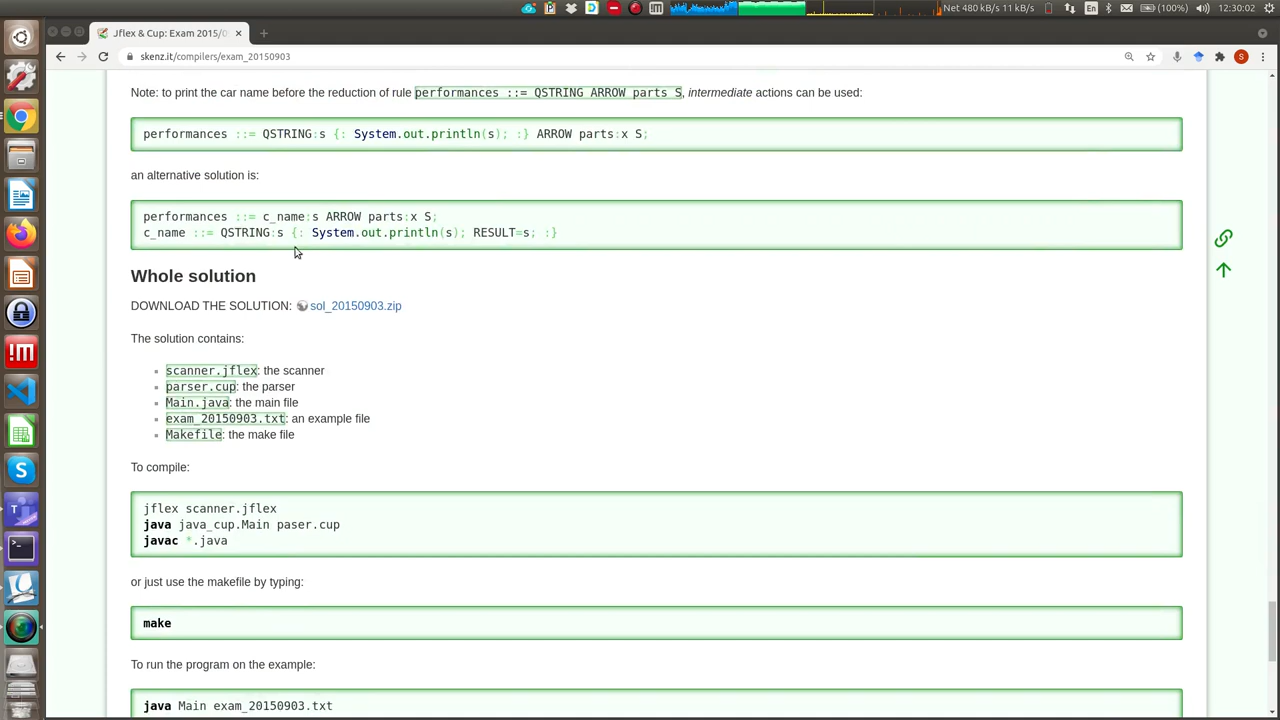 Net 480 kB/s 11 kB/s
En
(100%)
12:30:02
Jflex & Cup: Exam 2015/0
skenz.it/compilers/exam_20150903
S
Note: to print the car name before the reduction of rule performances ::= QSTRING ARROW parts S, intermediate actions can be used:
performances ::= QSTRING:s {: System.out.println(s); :} ARROW parts:x S;
an alternative solution is:
performances ::= c_name:s ARROW parts:x S;
c_name ::= QSTRING:s {: System.out.println(s); RESULT=s; :}
Whole solution
DOWNLOAD THE SOLUTION: sol_20150903.zip
The solution contains:
scanner.jflex: the scanner
parser.cup: the parser
Main.java: the main file
exam_20150903.txt: an example file
Makefile: the make file
To compile:
jflex scanner.jflex
java java_cup.Main paser.cup
javac *.java
or just use the makefile by typing:
make
To run the program on the example:
java Main exam_20150903.txt